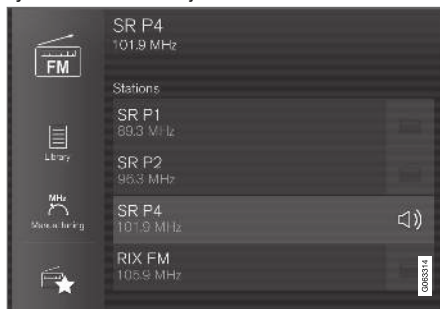 SR P4
101.9 MHz
FM
Stations
SR P1
89.3 MHz
Library
SR P2
96.3 MHz
MHz
Manual tuning
SR P4
101.9 MHz
RIX FM
105.9 MHz
G063314